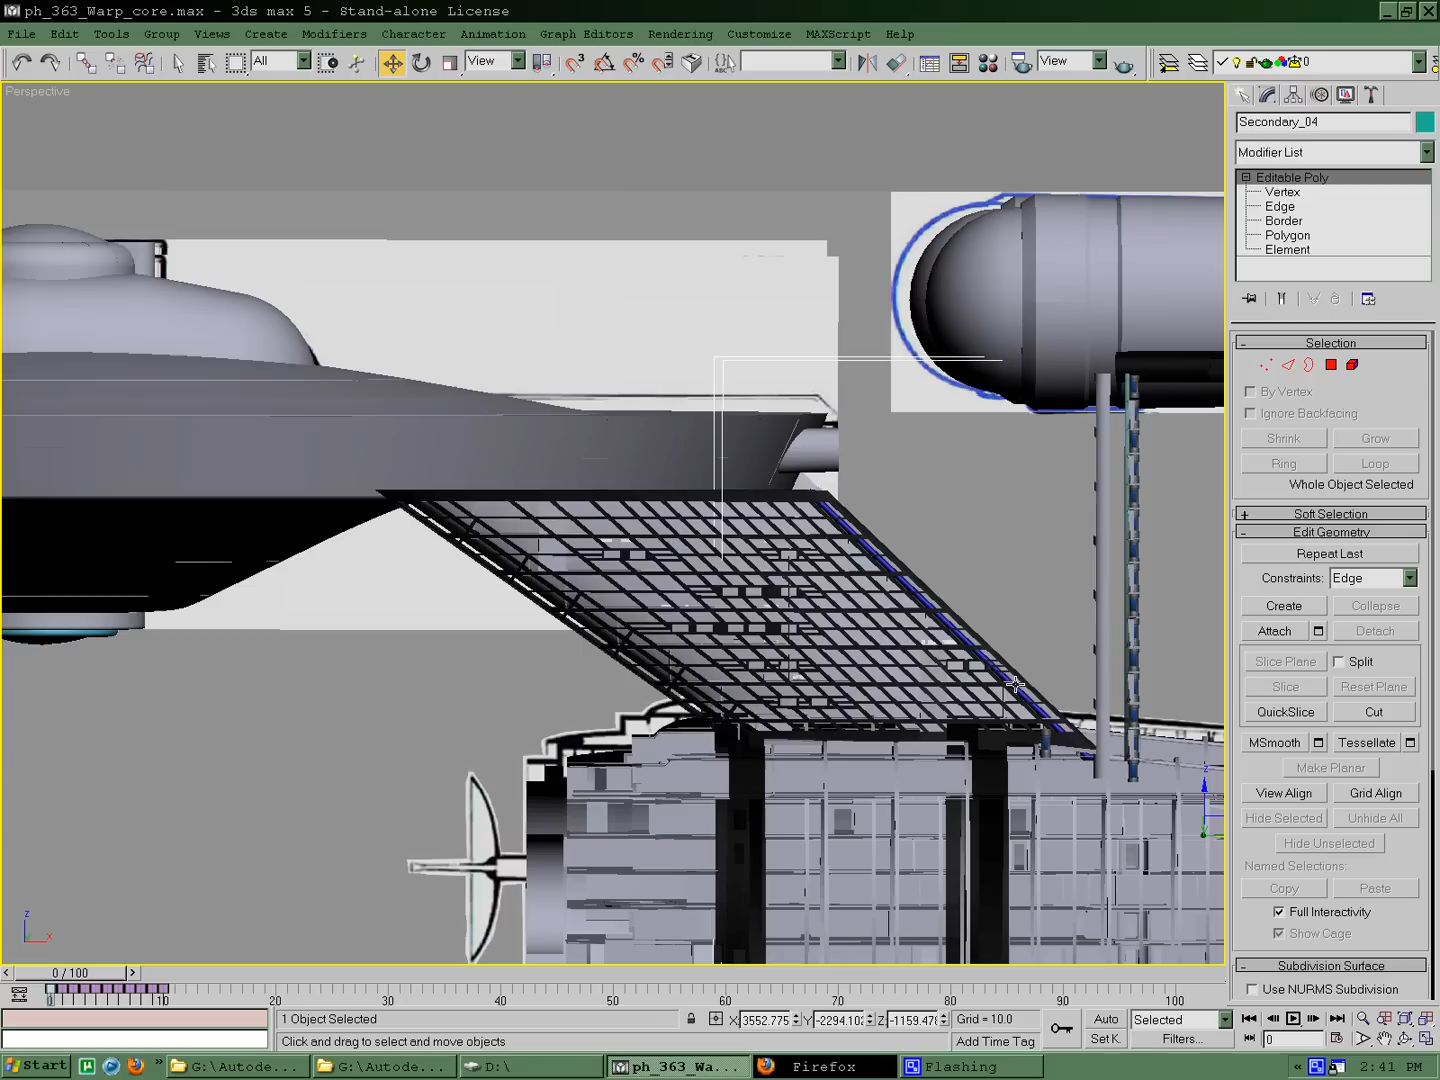 ph_363_Warp_core.max - 3ds max 5 - Stand-alone License
File Edit Tools Group Views Create Modifiers Character Animation Graph Editors Rendering Customize MAXScript Help
All View View 0
Perspective
Secondary_04
Modifier List
Editable Poly
Vertex
Edge
Border
Polygon
Element
- Selection
By Vertex
Ignore Backfacing
Shrink Grow
Ring Loop
Whole Object Selected
+ Soft Selection
- Edit Geometry
Repeat Last
Constraints: Edge
Create Collapse
Attach Detach
Slice Plane Split
Slice Reset Plane
QuickSlice Cut
MSmooth Tessellate
Make Planar
View Align Grid Align
Hide Selected Unhide All
Hide Unselected
Named Selections:
Copy Paste
Full Interactivity
Show Cage
- Subdivision Surface
Use NURMS Subdivision
z
x
z
< 0 / 100 >
0 10 20 30 40 50 60 70 80 90 100
1 Object Selected X: 3552.775 Y: -2294.102 Z: -1159.478 Grid = 10.0 Auto Selected
Click and drag to select and move objects Add Time Tag Set K. Filters... 0
Start » G:\Autode... G:\Autode... D:\ ph_363_Wa... Firefox Flashing « 2:41 PM